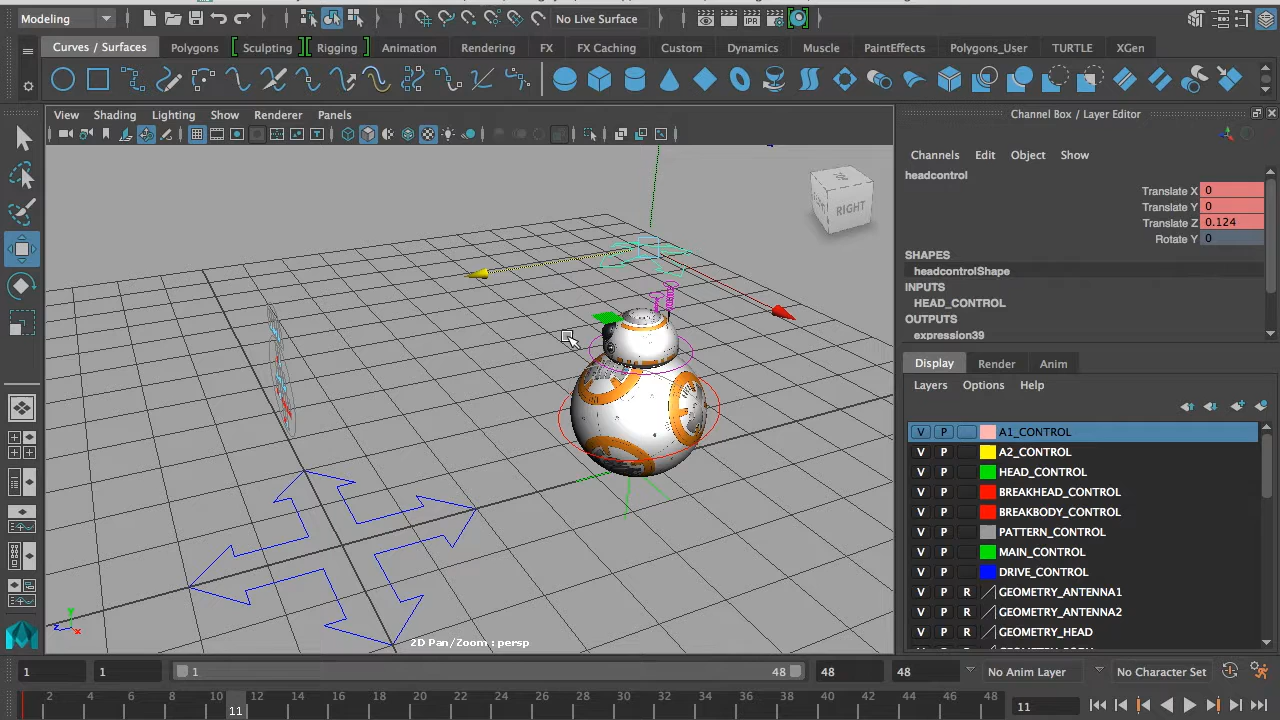 Modeling
No Live Surface
Curves / Surfaces
Polygons
Sculpting
Rigging
Animation
Rendering
FX
FX Caching
Custom
Dynamics
Muscle
PaintEffects
Polygons_User
TURTLE
XGen
View
Shading
Lighting
Show
Renderer
Panels
Channel Box / Layer Editor
Channels
Edit
Object
Show
headcontrol
Translate X 0
Translate Y 0
Translate Z 0.124
Rotate Y 0
SHAPES
headcontrolShape
INPUTS
HEAD_CONTROL
OUTPUTS
expression39
RIGHT
Display
Render
Anim
Layers
Options
Help
V P A1_CONTROL
V P A2_CONTROL
V P HEAD_CONTROL
V P BREAKHEAD_CONTROL
V P BREAKBODY_CONTROL
V P PATTERN_CONTROL
V P MAIN_CONTROL
V P DRIVE_CONTROL
V P R GEOMETRY_ANTENNA1
V P R GEOMETRY_ANTENNA2
V P R GEOMETRY_HEAD
2D Pan/Zoom : persp
1
1
1
48
48
48
No Anim Layer
No Character Set
2 4 6 8 10 12 14 16 18 20 22 24 26 28 30 32 34 36 38 40 42 44 46 48
11
11